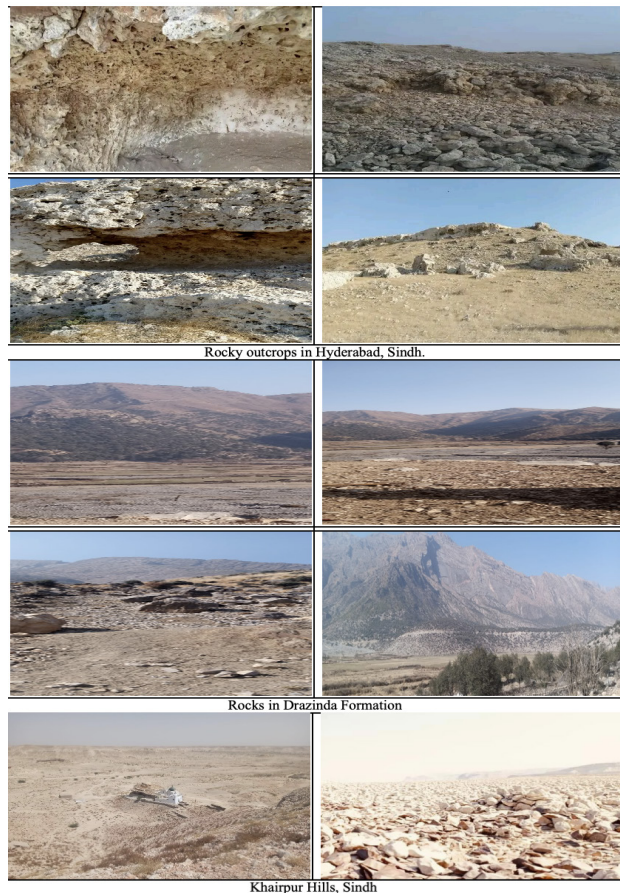 Rocky outcrops in Hyderabad, Sindh.
Rocks in Drazinda Formation
Khairpur Hills, Sindh